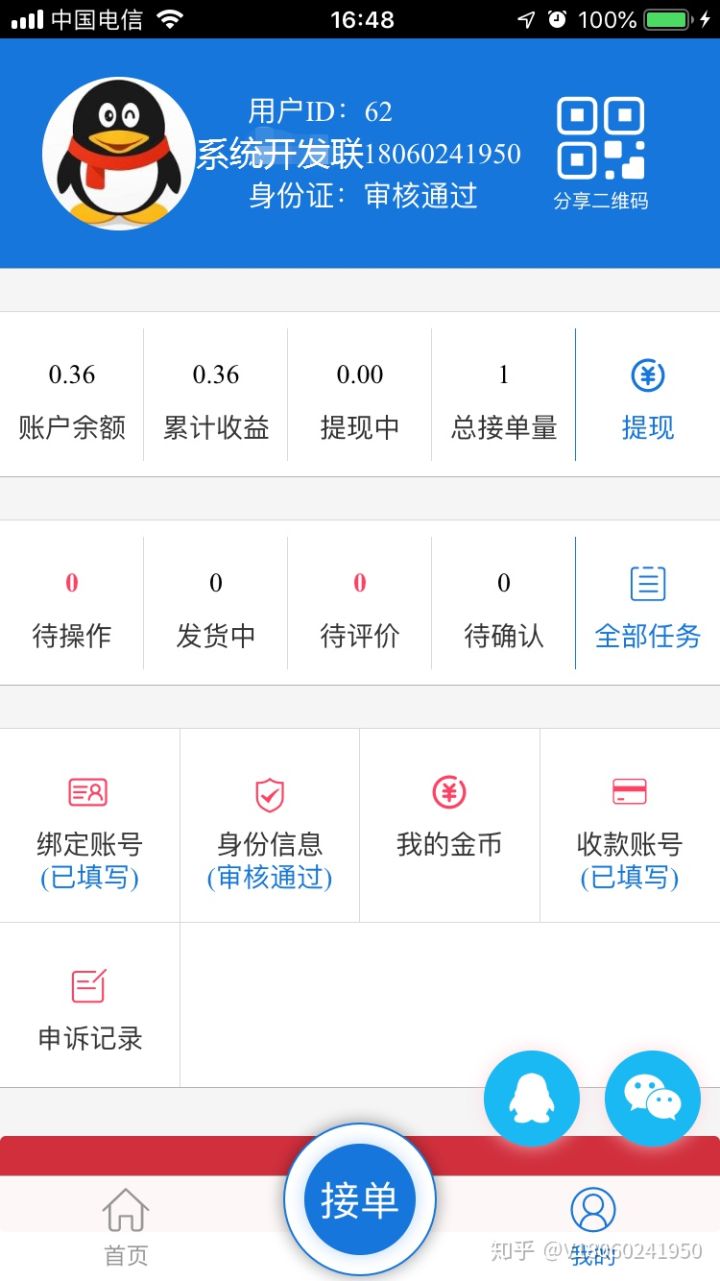 中国电信 16:48 100%
用户ID：62
系统开发联18060241950
身份证：审核通过
分享二维码
0.36 0.36 0.00 1
账户余额 累计收益 提现中 总接单量 提现
0 0 0 0
待操作 发货中 待评价 待确认 全部任务
绑定账号 身份信息 我的金币 收款账号
(已填写) (审核通过) (已填写)
申诉记录
接单
首页 我的
知乎 @V18060241950